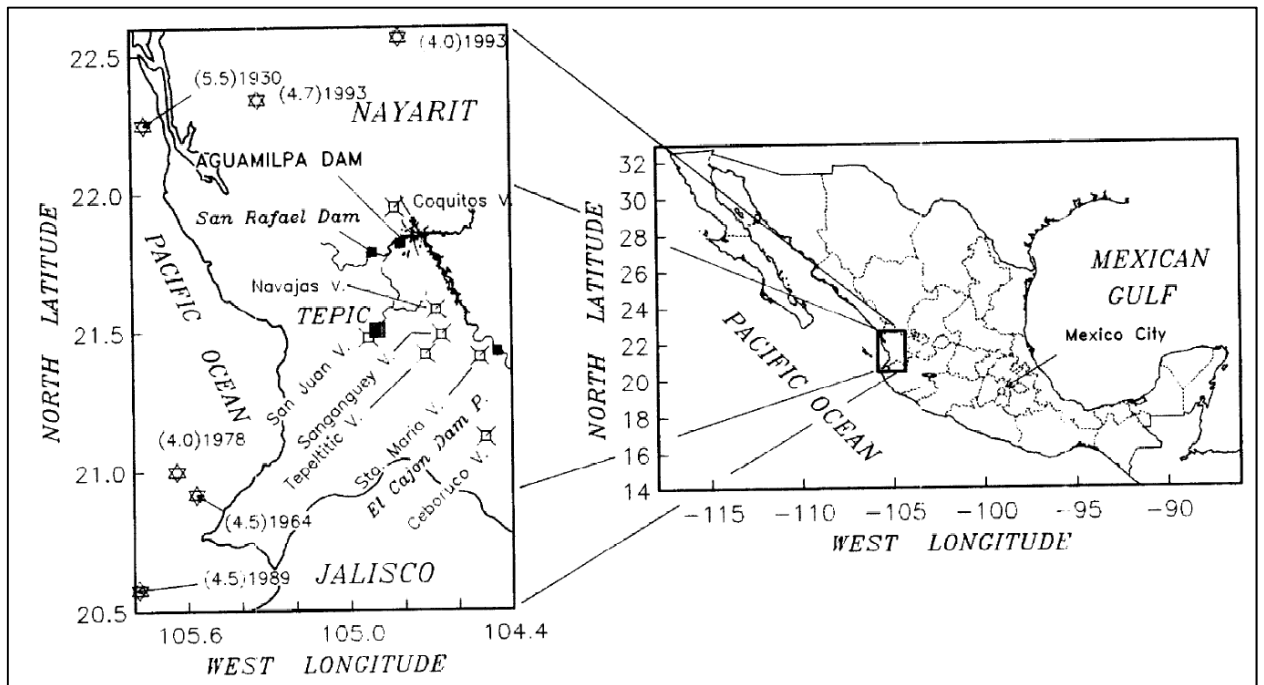 22.5
22.0
21.5
21.0
20.5
NORTH LATITUDE
(4.0)1993
(5.5)1930
(4.7)1993
NAYARIT
AGUAMILPA DAM
Coquitos V.
San Rafael Dam
PACIFIC
OCEAN
Navajas V.
TEPIC
San Juan V.
Sanganguey V.
Tepeltitic V.
Sta. Maria V.
El Cajon Dam P.
Ceboruco V.
(4.0)1978
(4.5)1964
(4.5)1989
JALISCO
105.6
105.0
104.4
WEST LONGITUDE
32
30
28
26
24
22
20
18
16
14
NORTH LATITUDE
MEXICAN
GULF
Mexico City
PACIFIC OCEAN
-115
-110
-105
-100
-95
-90
WEST LONGITUDE